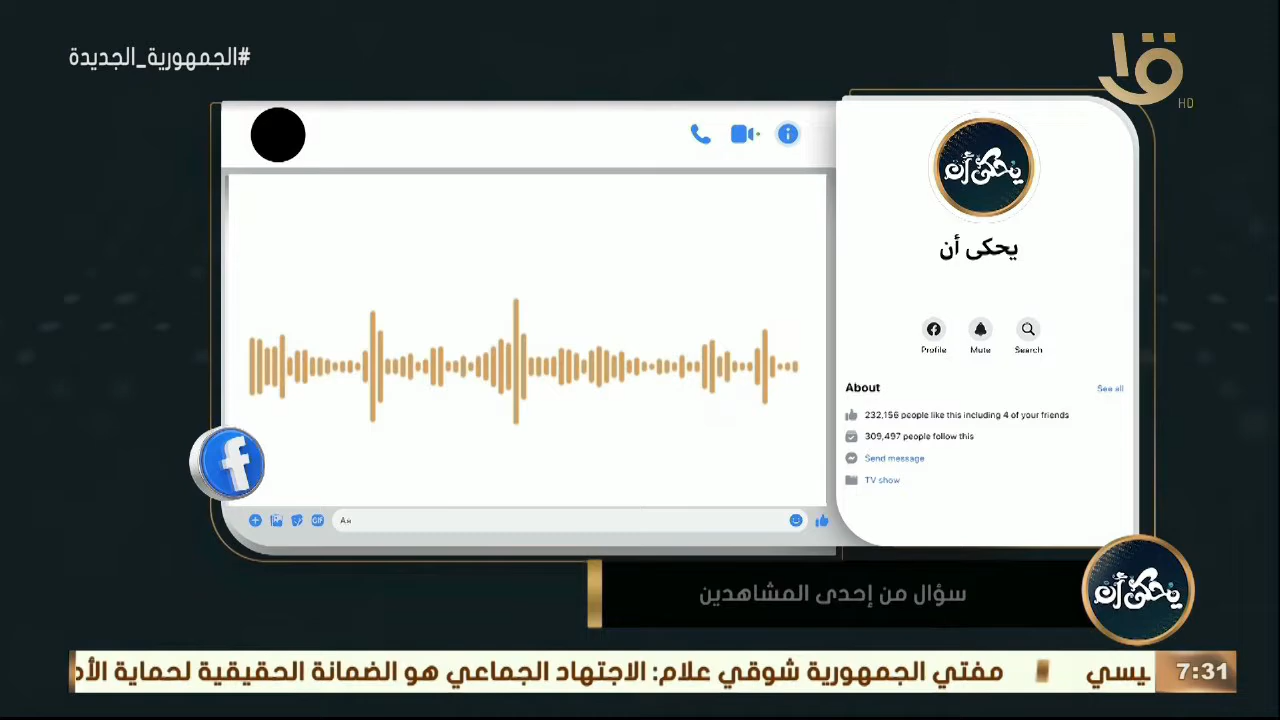 #الجمهورية_الجديدة
HD
يحكى أن
يحكى أن
Profile
Mute
Search
About
See all
232,156 people like this including 4 of your friends
309,497 people follow this
Send message
TV show
GIF
Aa
سؤال من إحدى المشاهدين
يحكى أن
7:31
يسي
مفتي الجمهورية شوقي علام: الاجتهاد الجماعي هو الضمانة الحقيقية لحماية الأ